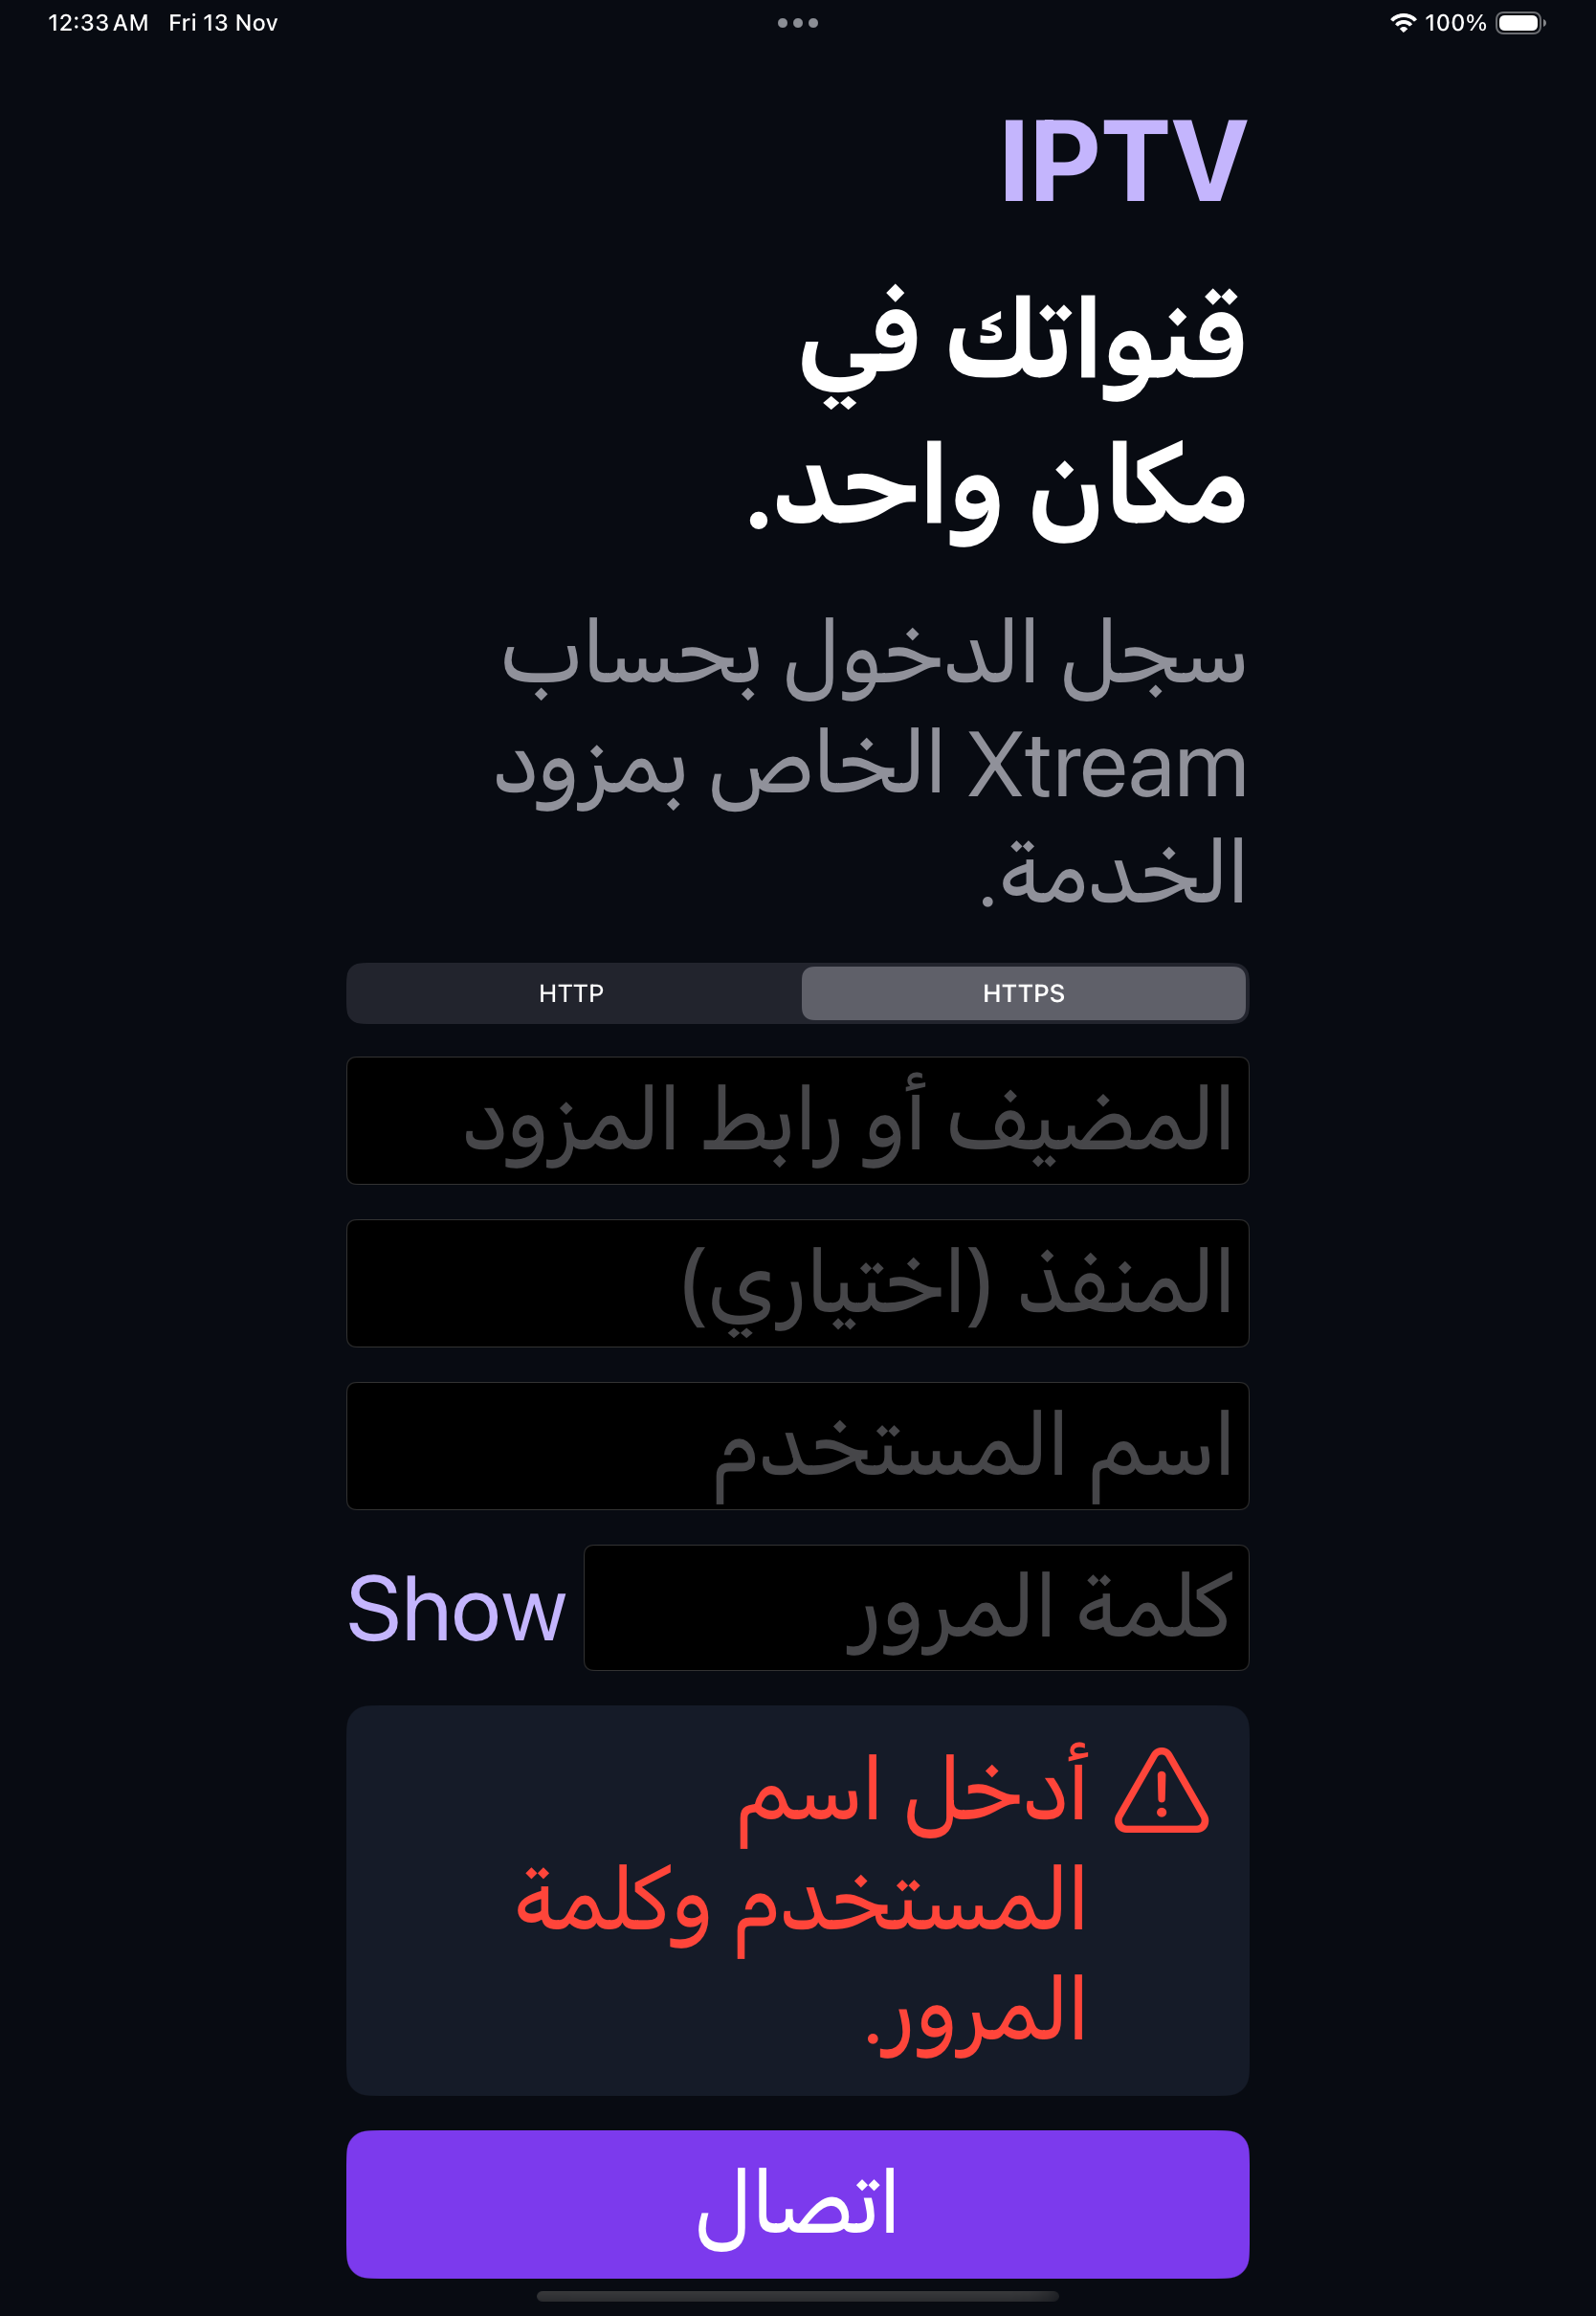 12:33 AM Fri 13 Nov 100%
IPTV
قنواتك في
مكان واحد.
سجل الدخول بحساب
Xtream الخاص بمزود
الخدمة.
HTTPS HTTP
المضيف أو رابط المزود
المنفذ (اختياري)
اسم المستخدم
كلمة المرور Show
أدخل اسم
المستخدم وكلمة
المرور.
اتصال